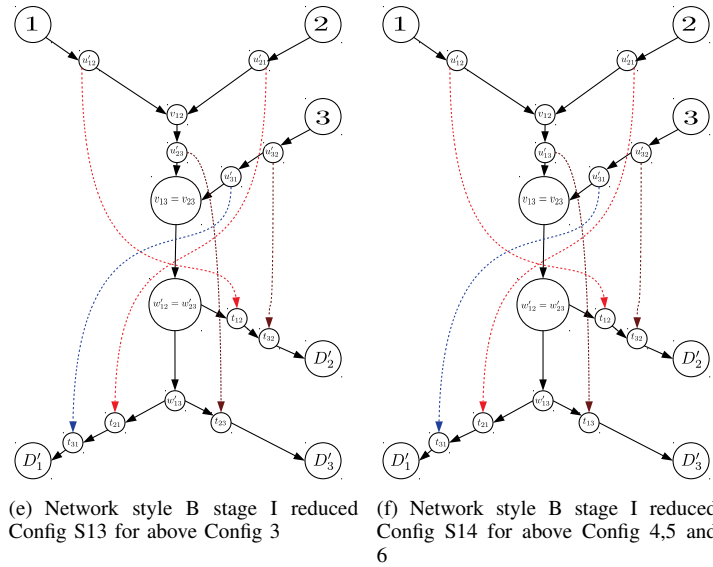 1 2
u′12 u′21
3
v12
u′23 u′32
u′31
v13 = v23
w′12 = w′23
t12
t32
D′2
w′13
t21 t23
t31
D′1 D′3
(e) Network style B stage I reduced
Config S13 for above Config 3
1 2
u′12 u′21
3
v12
u′13 u′32
u′31
v13 = v23
w′12 = w′23
t12
t32
D′2
w′13
t21 t13
t31
D′1 D′3
(f) Network style B stage I reduced
Config S14 for above Config 4,5 and
6